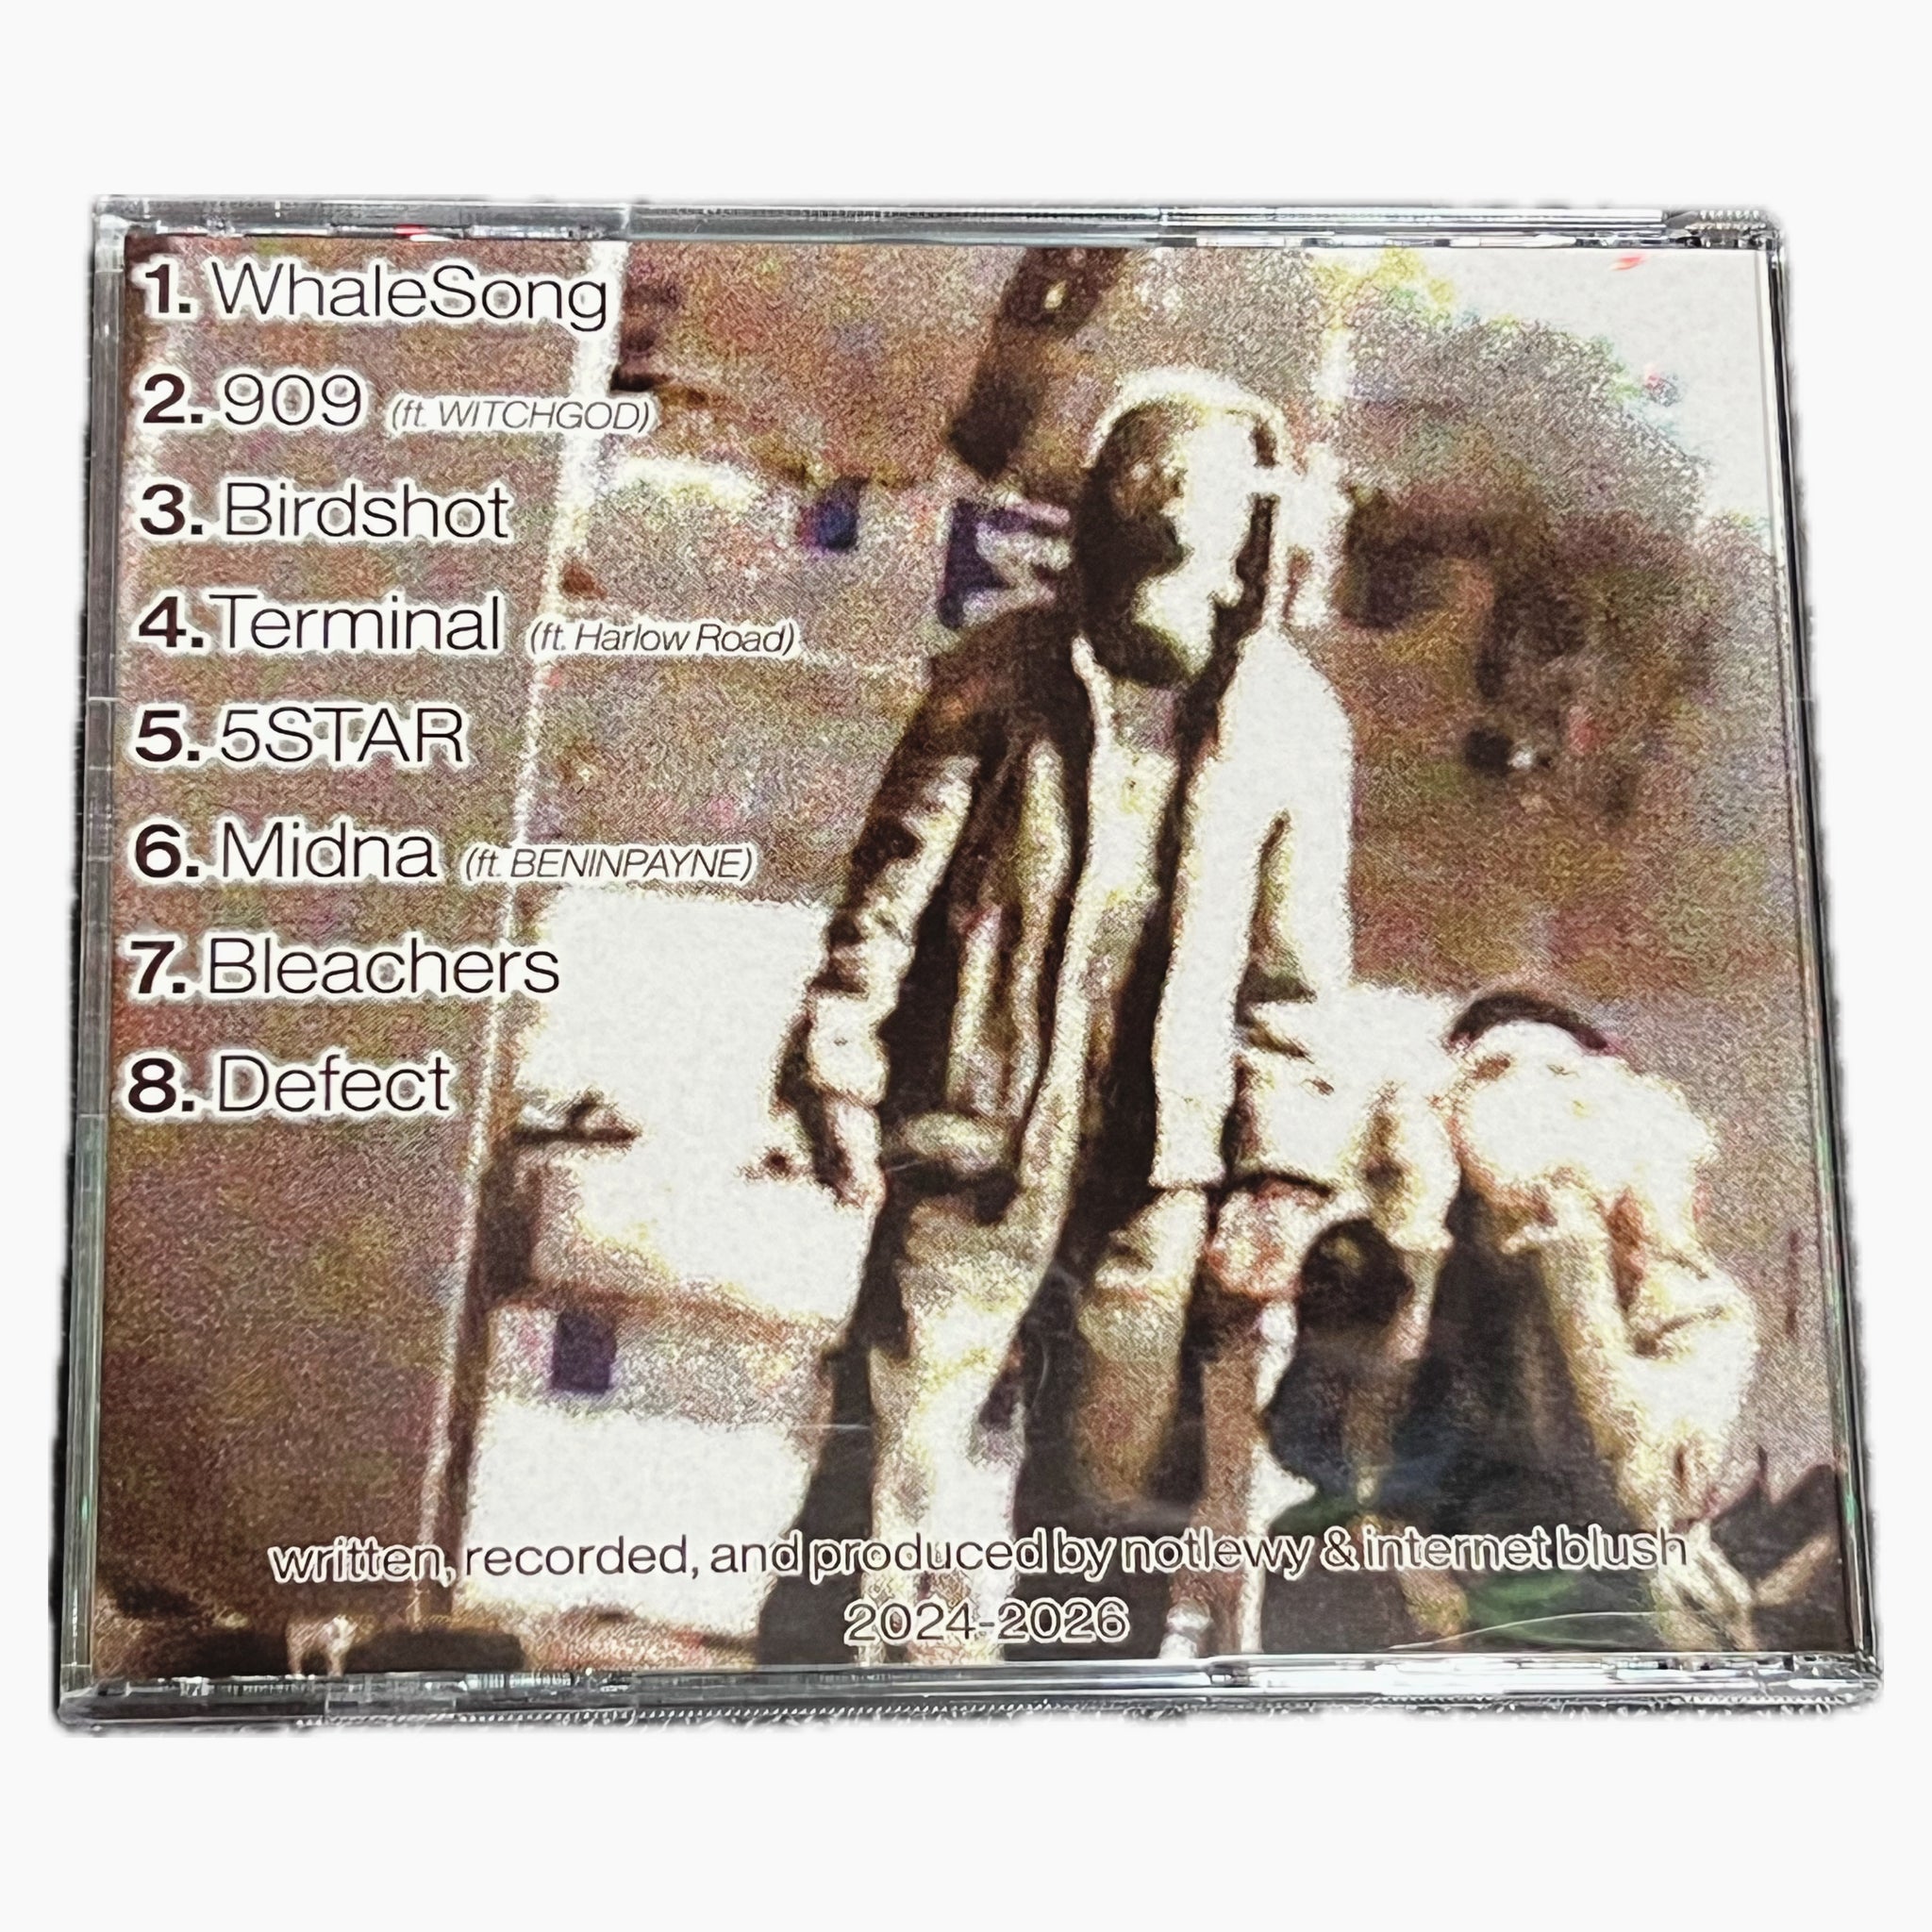 1. WhaleSong
2. 909 (ft. WITCHGOD)
3. Birdshot
4. Terminal (ft. Harlow Road)
5. 5STAR
6. Midna (ft. BENINPAYNE)
7. Bleachers
8. Defect
written, recorded, and produced by notlewy & internet blush
2024-2026